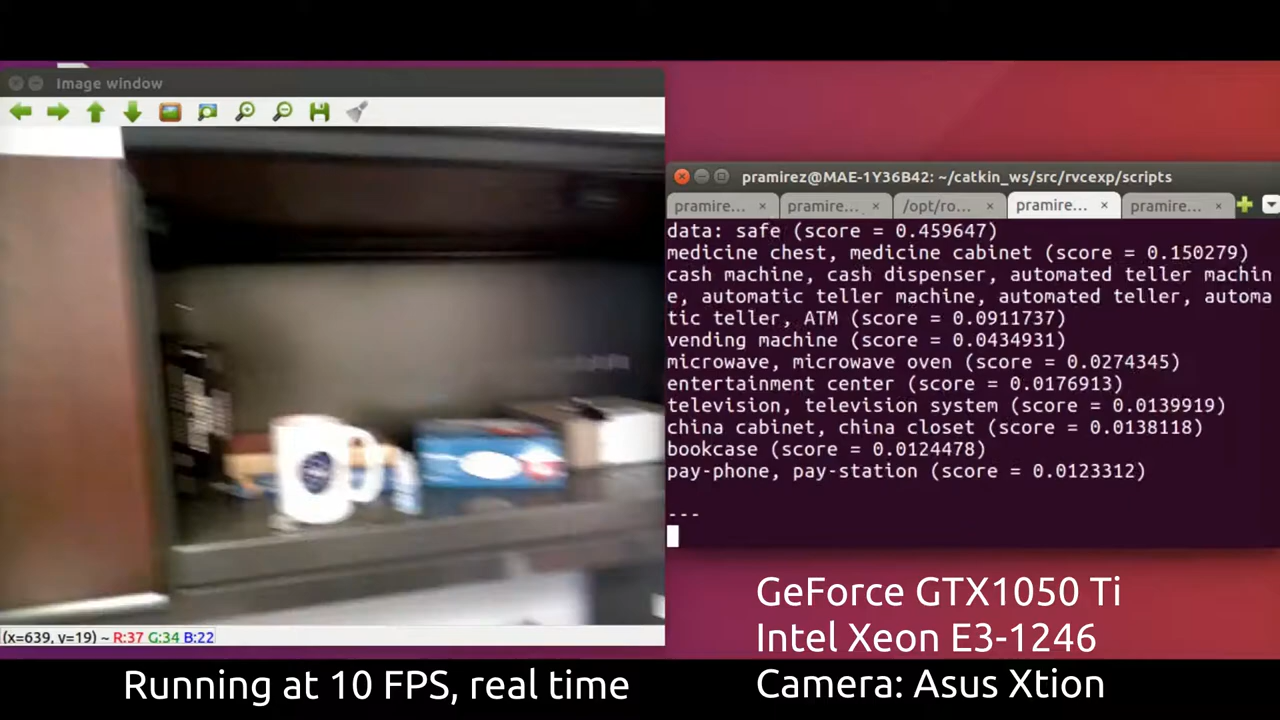 Image window
pramirez@MAE-1Y36B42: ~/catkin_ws/src/rvcexp/scripts
pramire... × pramire... × /opt/ro... × pramire... × pramire... ×
data: safe (score = 0.459647)
medicine chest, medicine cabinet (score = 0.150279)
cash machine, cash dispenser, automated teller machin
e, automatic teller machine, automated teller, automa
tic teller, ATM (score = 0.0911737)
vending machine (score = 0.0434931)
microwave, microwave oven (score = 0.0274345)
entertainment center (score = 0.0176913)
television, television system (score = 0.0139919)
china cabinet, china closet (score = 0.0138118)
bookcase (score = 0.0124478)
pay-phone, pay-station (score = 0.0123312)
---
(x=639, y=19) ~ R:37 G:34 B:22
GeForce GTX1050 Ti
Intel Xeon E3-1246
Running at 10 FPS, real time
Camera: Asus Xtion